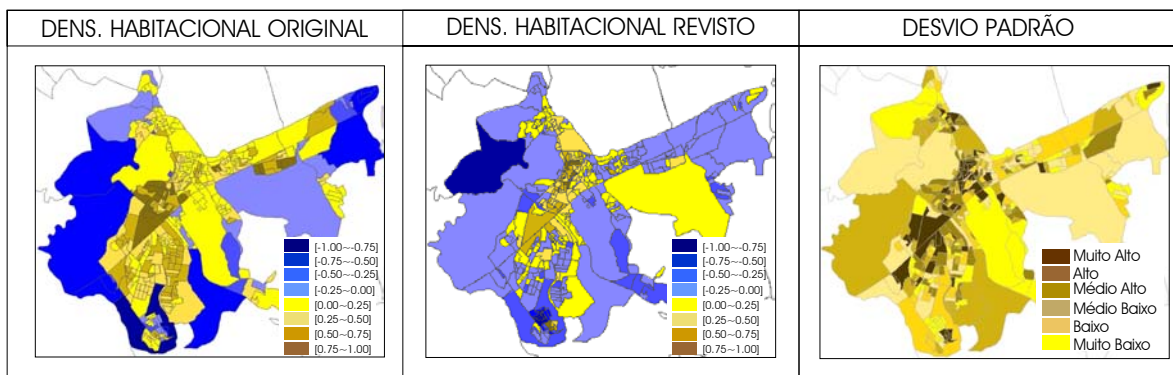 DENS. HABITACIONAL ORIGINAL
DENS. HABITACIONAL REVISTO
DESVIO PADRÃO
[-1.00~-0.75]
[-0.75~-0.50]
[-0.50~-0.25]
[-0.25~0.00]
[0.00~0.25]
[0.25~0.50]
[0.50~0.75]
[0.75~1.00]
[-1.00~-0.75]
[-0.75~-0.50]
[-0.50~-0.25]
[-0.25~0.00]
[0.00~0.25]
[0.25~0.50]
[0.50~0.75]
[0.75~1.00]
Muito Alto
Alto
Médio Alto
Médio Baixo
Baixo
Muito Baixo